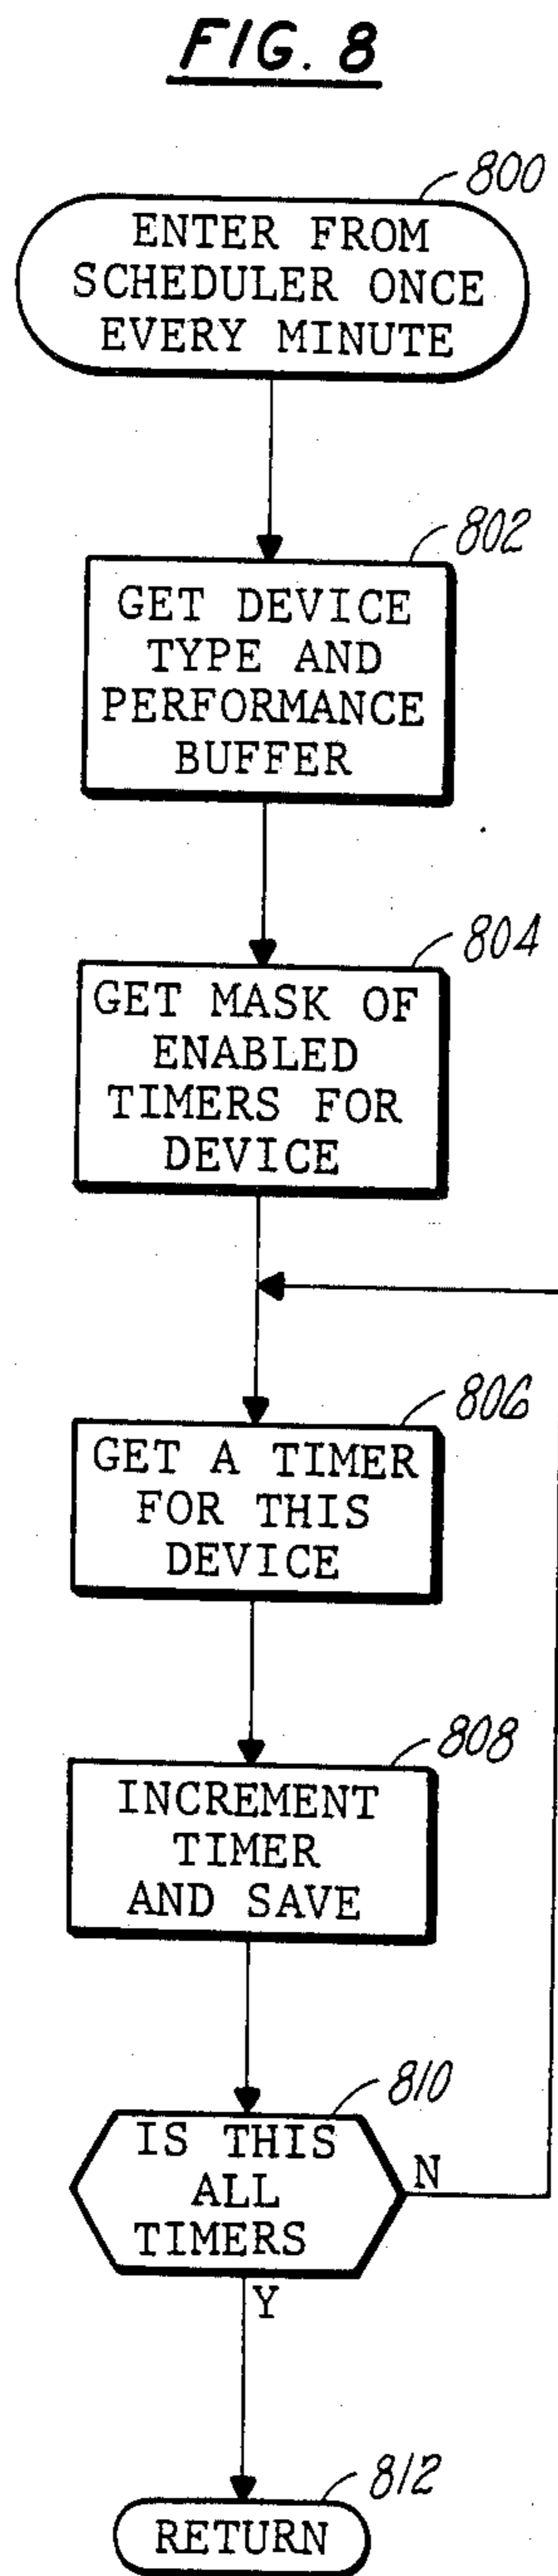 FIG. 8
800
ENTER FROM
SCHEDULER ONCE
EVERY MINUTE
802
GET DEVICE
TYPE AND
PERFORMANCE
BUFFER
804
GET MASK OF
ENABLED
TIMERS FOR
DEVICE
806
GET A TIMER
FOR THIS
DEVICE
808
INCREMENT
TIMER
AND SAVE
810
IS THIS
ALL
TIMERS
N
Y
812
RETURN